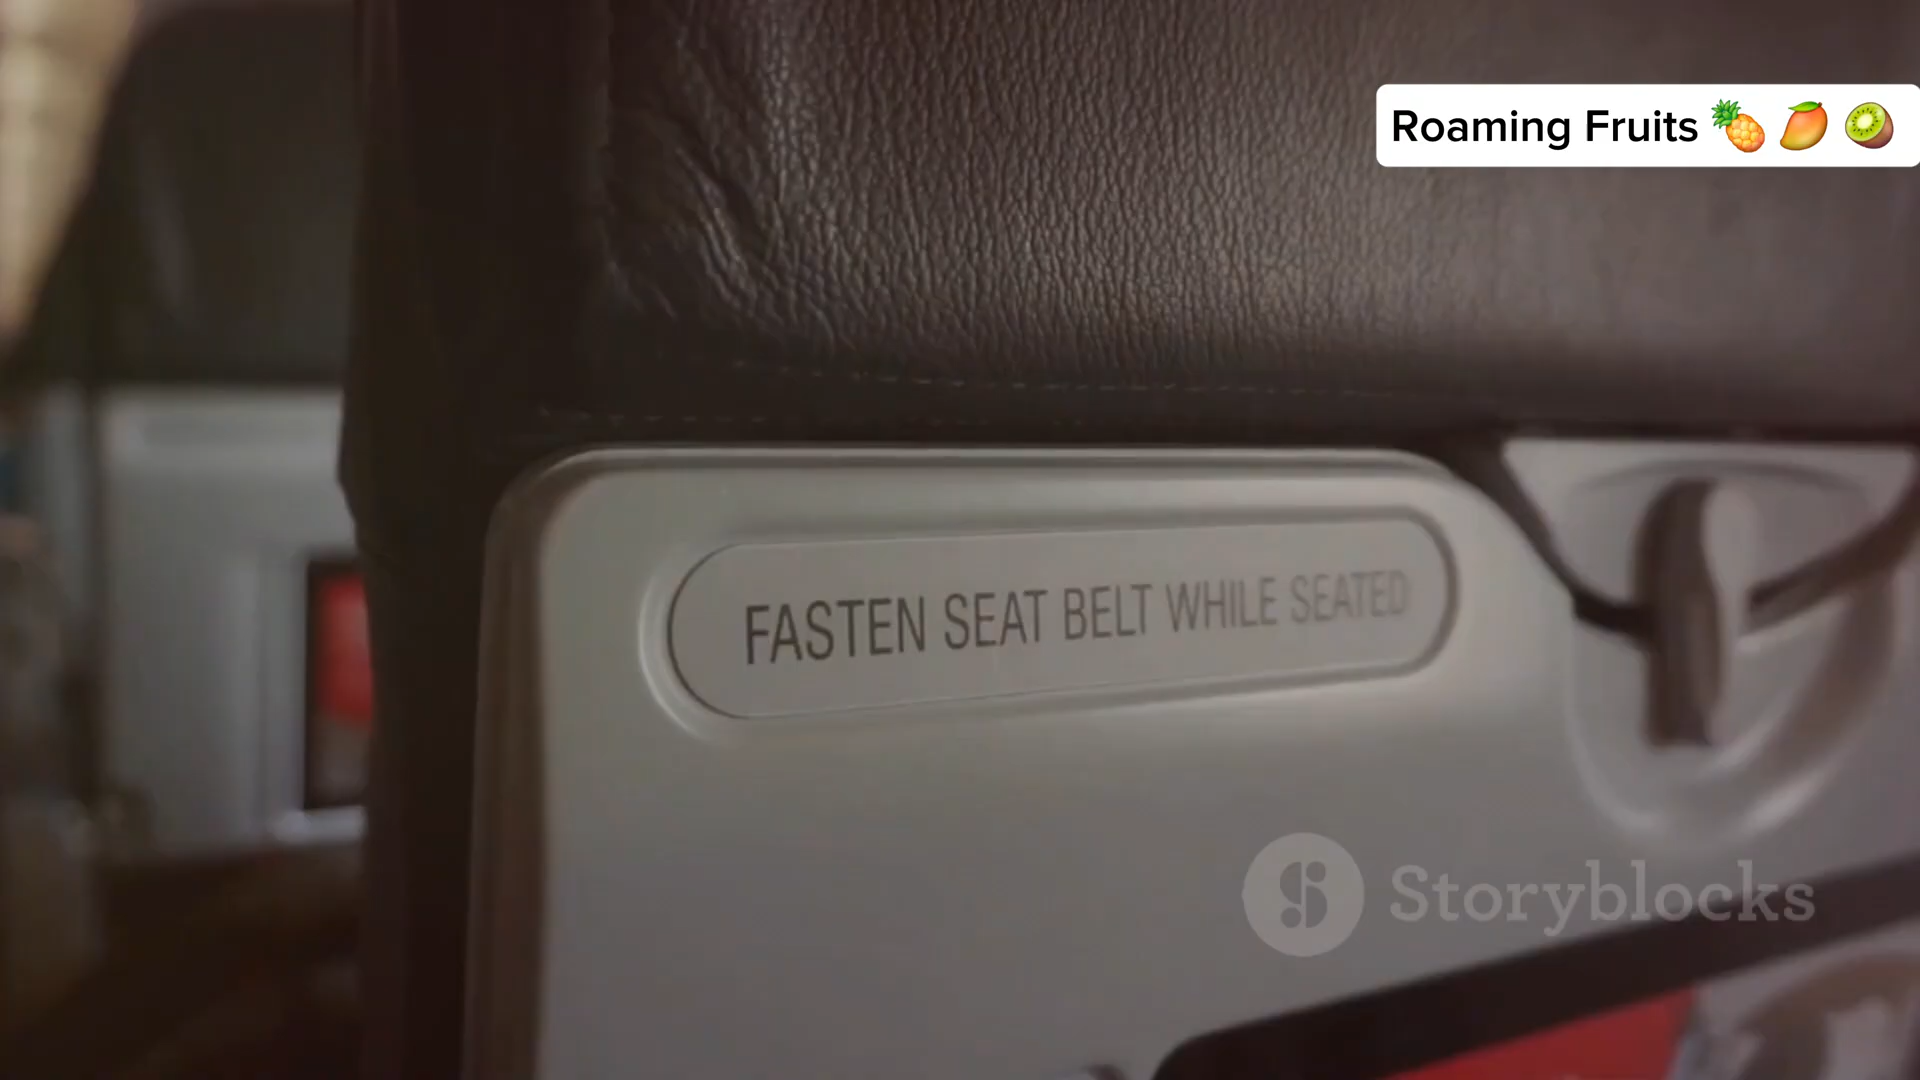 Roaming Fruits 🍍 🥭 🥝
FASTEN SEAT BELT WHILE SEATED
Storyblocks